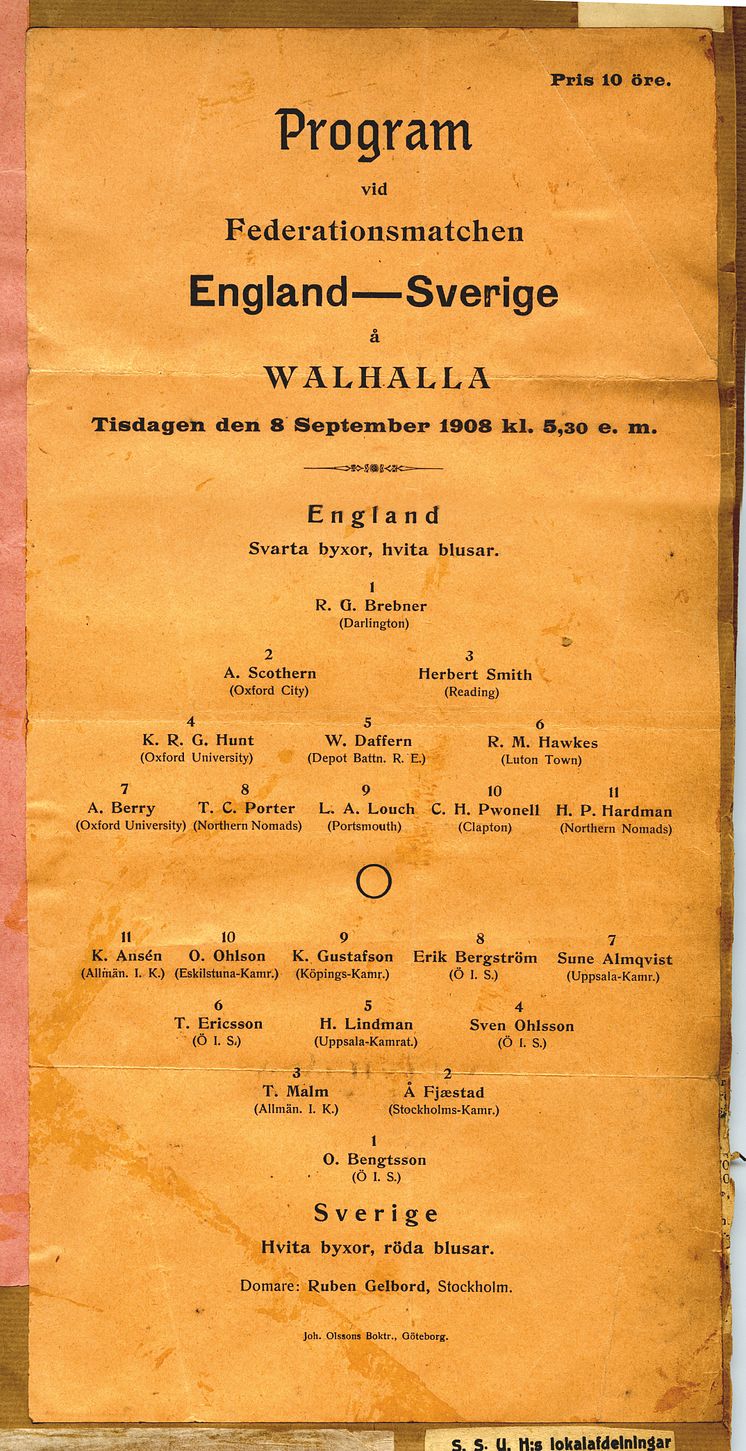 Pris 10 öre.
Program
vid
Federationsmatchen
England—Sverige
å
WALHALLA
Tisdagen den 8 September 1908 kl. 5,30 e. m.
England
Svarta byxor, hvita blusar.
1
R. G. Brebner
(Darlington)
2 3
A. Scothern Herbert Smith
(Oxford City) (Reading)
4 5 6
K. R. G. Hunt W. Daffern R. M. Hawkes
(Oxford University) (Depot Battn. R. E.) (Luton Town)
7 8 9 10 11
A. Berry T. C. Porter L. A. Louch C. H. Pwonell H. P. Hardman
(Oxford University) (Northern Nomads) (Portsmouth) (Clapton) (Northern Nomads)
11 10 9 8 7
K. Ansén O. Ohlson K. Gustafson Erik Bergström Sune Almqvist
(Allmän. I. K.) (Eskilstuna-Kamr.) (Köpings-Kamr.) (Ö I. S.) (Uppsala-Kamr.)
6 5 4
T. Ericsson H. Lindman Sven Ohlsson
(Ö I. S.) (Uppsala-Kamrat.) (Ö I. S.)
3 2
T. Malm Å Fjæstad
(Allmän. I. K.) (Stockholms-Kamr.)
1
O. Bengtsson
(Ö I. S.)
Sverige
Hvita byxor, röda blusar.
Domare: Ruben Gelbord, Stockholm.
Joh. Olssons Boktr., Göteborg.
S. S. U. H:s lokalafdelningar